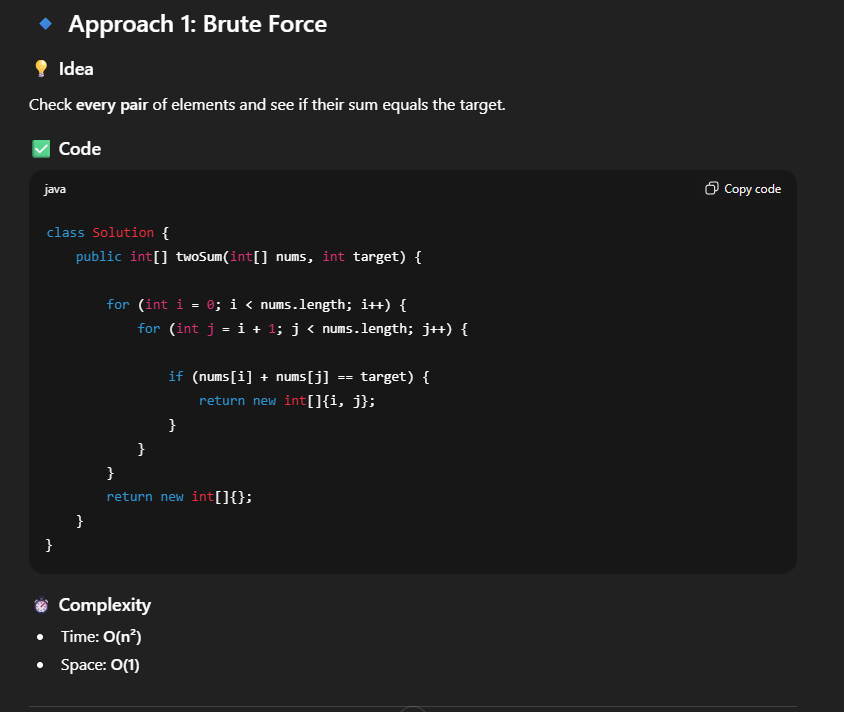 Approach 1: Brute Force
Idea
Check every pair of elements and see if their sum equals the target.
Code
java
Copy code
class Solution {
    public int[] twoSum(int[] nums, int target) {
        for (int i = 0; i < nums.length; i++) {
            for (int j = i + 1; j < nums.length; j++) {
                if (nums[i] + nums[j] == target) {
                    return new int[]{i, j};
                }
            }
        }
        return new int[]{};
    }
}
Complexity
• Time: O(n²)
• Space: O(1)